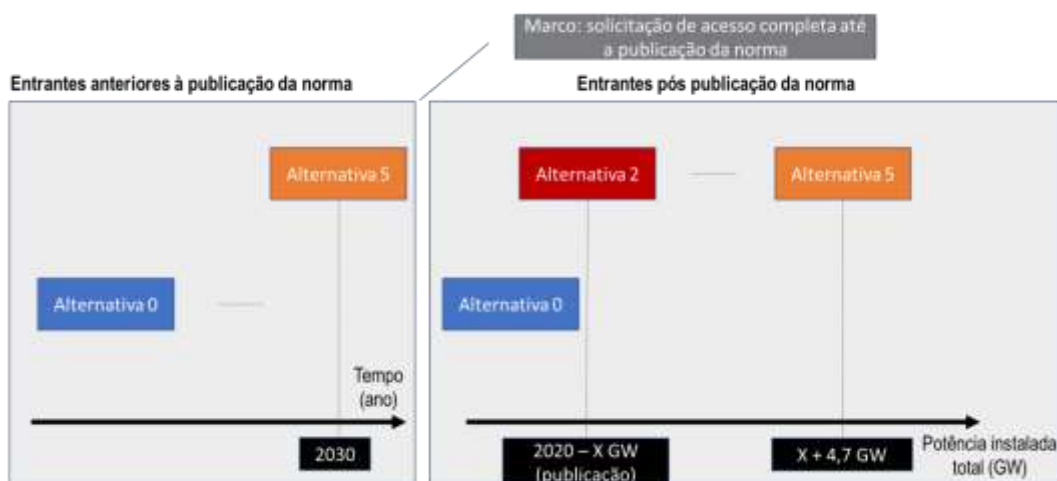 Marco: solicitação de acesso completa até
a publicação da norma
Entrantes anteriores à publicação da norma
Entrantes pós publicação da norma
Alternativa 5
Alternativa 0
Tempo
(ano)
2030
Alternativa 2
Alternativa 5
Alternativa 0
2020 – X GW
(publicação)
X + 4,7 GW
Potência instalada
total (GW)